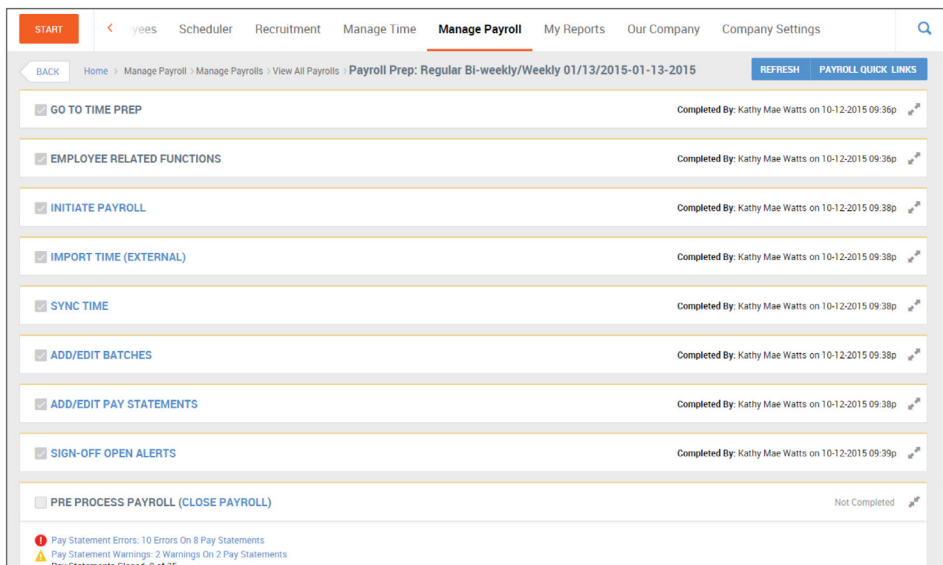 START < yees Scheduler Recruitment Manage Time Manage Payroll My Reports Our Company Company Settings
BACK Home > Manage Payroll > Manage Payrolls > View All Payrolls > Payroll Prep: Regular Bi-weekly/Weekly 01/13/2015-01-13-2015 REFRESH PAYROLL QUICK LINKS
GO TO TIME PREP Completed By: Kathy Mae Watts on 10-12-2015 09:36p
EMPLOYEE RELATED FUNCTIONS Completed By: Kathy Mae Watts on 10-12-2015 09:36p
INITIATE PAYROLL Completed By: Kathy Mae Watts on 10-12-2015 09:38p
IMPORT TIME (EXTERNAL) Completed By: Kathy Mae Watts on 10-12-2015 09:38p
SYNC TIME Completed By: Kathy Mae Watts on 10-12-2015 09:38p
ADD/EDIT BATCHES Completed By: Kathy Mae Watts on 10-12-2015 09:38p
ADD/EDIT PAY STATEMENTS Completed By: Kathy Mae Watts on 10-12-2015 09:38p
SIGN-OFF OPEN ALERTS Completed By: Kathy Mae Watts on 10-12-2015 09:39p
PRE PROCESS PAYROLL (CLOSE PAYROLL) Not Completed
Pay Statement Errors: 10 Errors On 8 Pay Statements
Pay Statement Warnings: 2 Warnings On 2 Pay Statements
Pay Statements Closed: